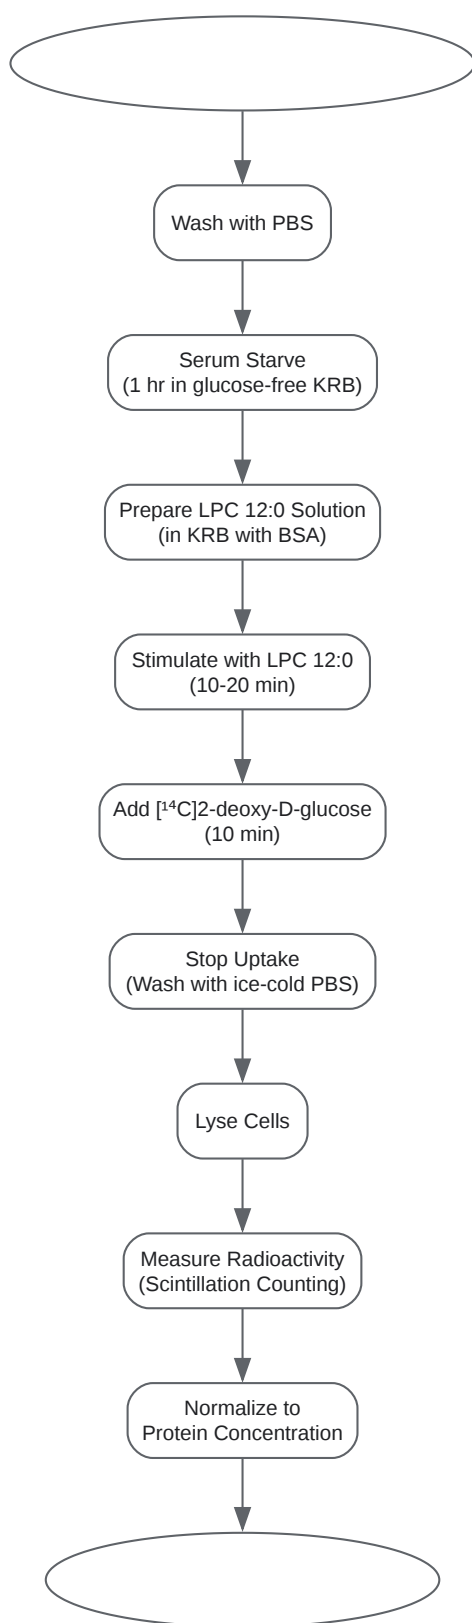 Wash with PBS
Serum Starve
(1 hr in glucose-free KRB)
Prepare LPC 12:0 Solution
(in KRB with BSA)
Stimulate with LPC 12:0
(10-20 min)
Add [¹⁴C]2-deoxy-D-glucose
(10 min)
Stop Uptake
(Wash with ice-cold PBS)
Lyse Cells
Measure Radioactivity
(Scintillation Counting)
Normalize to
Protein Concentration